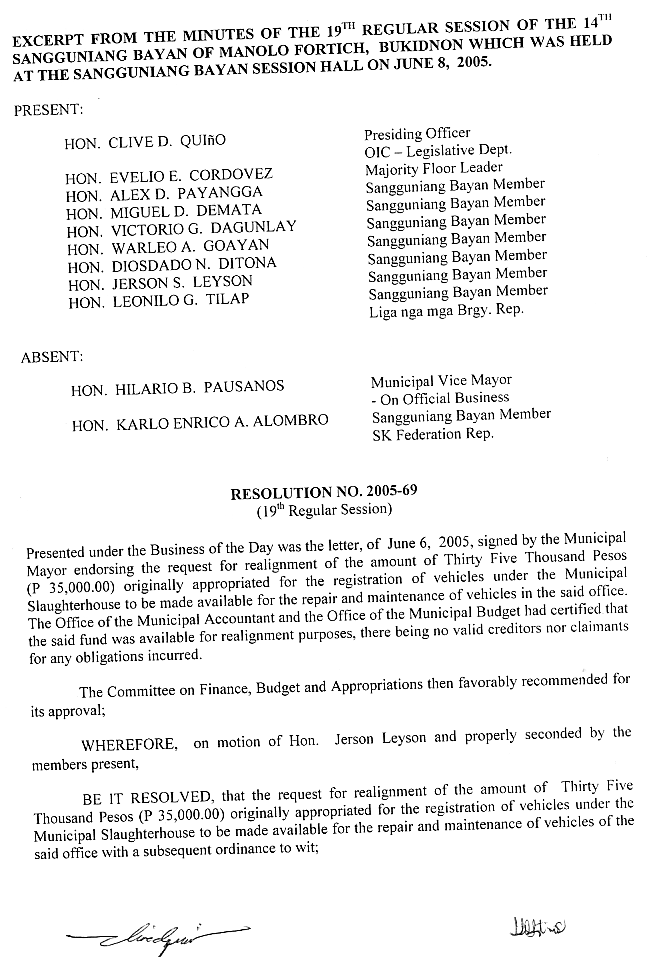 EXCERPT FROM THE MINUTES OF THE 19TH REGULAR SESSION OF THE 14TH
SANGGUNIANG BAYAN OF MANOLO FORTICH, BUKIDNON WHICH WAS HELD
AT THE SANGGUNIANG BAYAN SESSION HALL ON JUNE 8, 2005.
PRESENT:
HON. CLIVE D. QUIñO Presiding Officer
OIC – Legislative Dept.
HON. EVELIO E. CORDOVEZ Majority Floor Leader
HON. ALEX D. PAYANGGA Sangguniang Bayan Member
HON. MIGUEL D. DEMATA Sangguniang Bayan Member
HON. VICTORIO G. DAGUNLAY Sangguniang Bayan Member
HON. WARLEO A. GOAYAN Sangguniang Bayan Member
HON. DIOSDADO N. DITONA Sangguniang Bayan Member
HON. JERSON S. LEYSON Sangguniang Bayan Member
HON. LEONILO G. TILAP Sangguniang Bayan Member
Liga nga mga Brgy. Rep.
ABSENT:
HON. HILARIO B. PAUSANOS Municipal Vice Mayor
- On Official Business
HON. KARLO ENRICO A. ALOMBRO Sangguniang Bayan Member
SK Federation Rep.
RESOLUTION NO. 2005-69
(19th Regular Session)
Presented under the Business of the Day was the letter, of June 6, 2005, signed by the Municipal
Mayor endorsing the request for realignment of the amount of Thirty Five Thousand Pesos
(P 35,000.00) originally appropriated for the registration of vehicles under the Municipal
Slaughterhouse to be made available for the repair and maintenance of vehicles in the said office.
The Office of the Municipal Accountant and the Office of the Municipal Budget had certified that
the said fund was available for realignment purposes, there being no valid creditors nor claimants
for any obligations incurred.
The Committee on Finance, Budget and Appropriations then favorably recommended for
its approval;
WHEREFORE, on motion of Hon. Jerson Leyson and properly seconded by the
members present,
BE IT RESOLVED, that the request for realignment of the amount of Thirty Five
Thousand Pesos (P 35,000.00) originally appropriated for the registration of vehicles under the
Municipal Slaughterhouse to be made available for the repair and maintenance of vehicles of the
said office with a subsequent ordinance to wit;